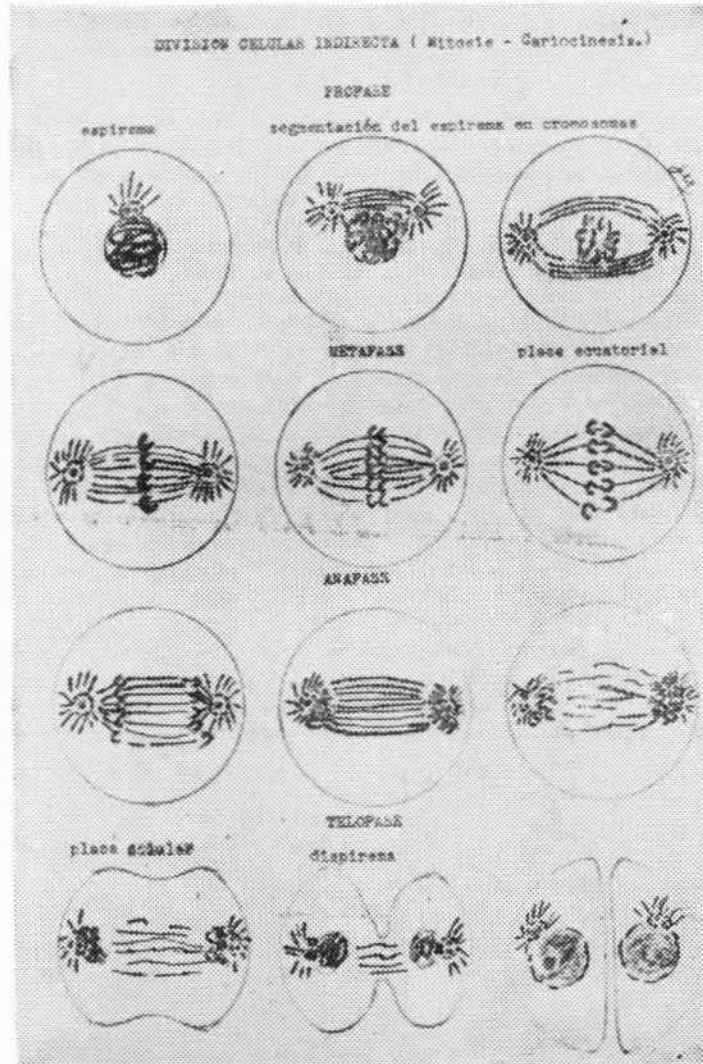 DIVISION CELULAR INDIRECTA ( Mitosis - Cariocinesis.)
PROFASE
espirema segmentación del espirema en cromosomas
METAFASE placa ecuatorial
ANAFASE
TELOFASE
placa celular dispirema